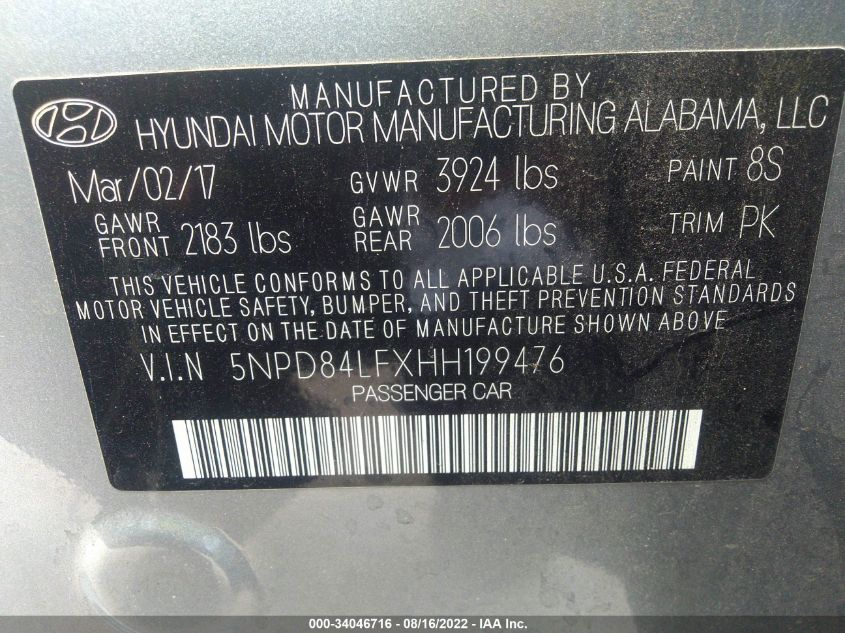 MANUFACTURED BY
HYUNDAI MOTOR MANUFACTURING ALABAMA, LLC
Mar/02/17 GVWR 3924 lbs PAINT 8S
GAWR FRONT 2183 lbs GAWR REAR 2006 lbs TRIM PK
THIS VEHICLE CONFORMS TO ALL APPLICABLE U.S.A. FEDERAL
MOTOR VEHICLE SAFETY, BUMPER, AND THEFT PREVENTION STANDARDS
IN EFFECT ON THE DATE OF MANUFACTURE SHOWN ABOVE
V.I.N 5NPD84LFXHH199476
PASSENGER CAR
000-34046716 - 08/16/2022 - IAA Inc.